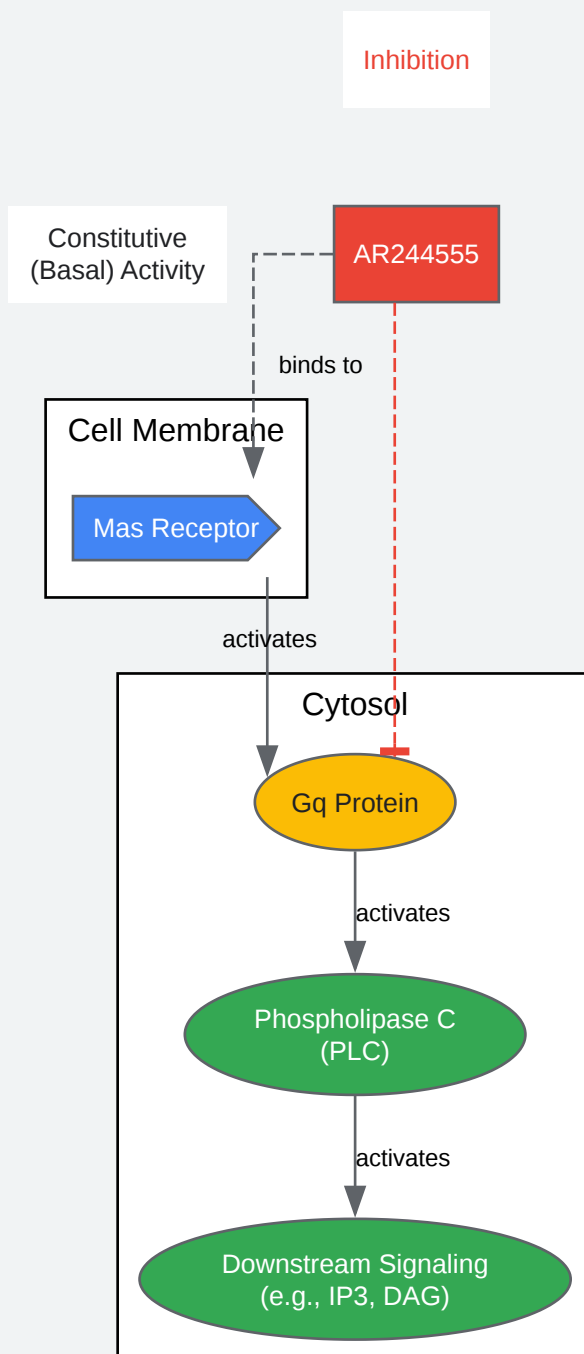 Inhibition
Constitutive
(Basal) Activity
AR244555
binds to
Cell Membrane
Mas Receptor
activates
Cytosol
Gq Protein
activates
Phospholipase C
(PLC)
activates
Downstream Signaling
(e.g., IP3, DAG)